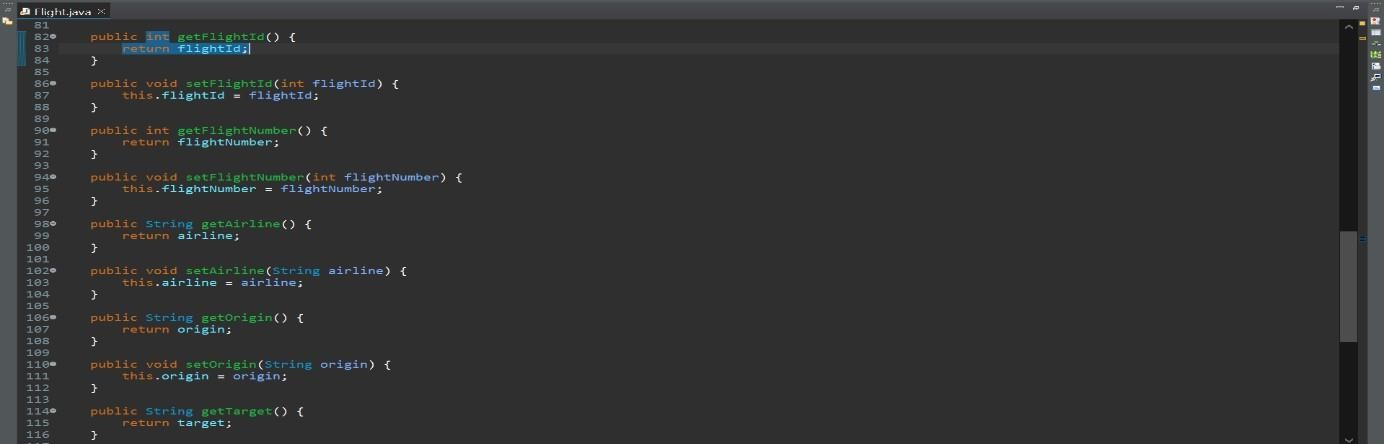 Flight.java
81
82 public int getFlightId() {
83 return flightId;
84 }
85
86 public void setFlightId(int flightId) {
87 this.flightId = flightId;
88 }
89
90 public int getFlightNumber() {
91 return flightNumber;
92 }
93
94 public void setFlightNumber(int flightNumber) {
95 this.flightNumber = flightNumber;
96 }
97
98 public String getAirline() {
99 return airline;
100 }
101
102 public void setAirline(String airline) {
103 this.airline = airline;
104 }
105
106 public String getOrigin() {
107 return origin;
108 }
109
110 public void setOrigin(String origin) {
111 this.origin = origin;
112 }
113
114 public String getTarget() {
115 return target;
116 }